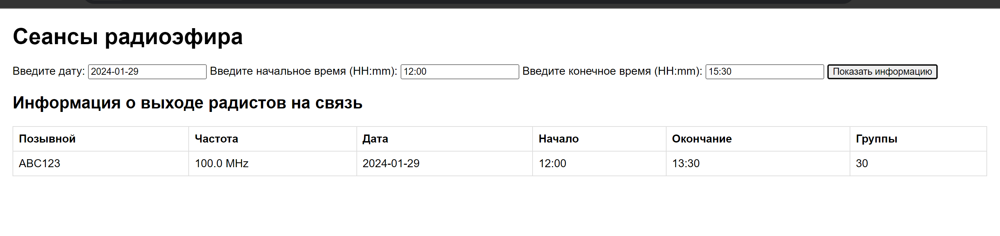 Сеансы радиоэфира
Введите дату: 2024-01-29 Введите начальное время (HH:mm): 12:00 Введите конечное время (HH:mm): 15:30 Показать информацию
Информация о выходе радистов на связь
Позывной Частота Дата Начало Окончание Группы
ABC123 100.0 MHz 2024-01-29 12:00 13:30 30